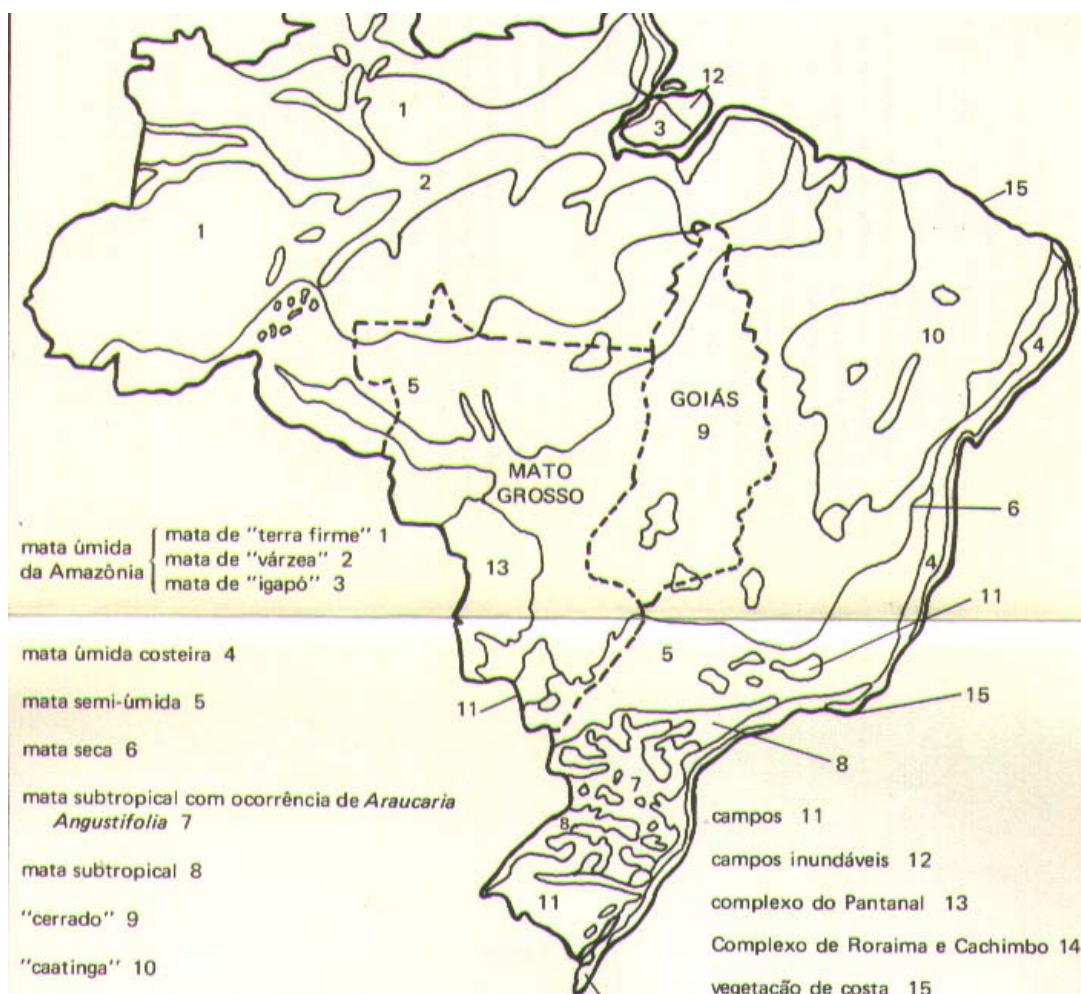 12
1
3
2
15
1
10
4
5
GOIÁS
9
MATO
GROSSO
6
mata úmida
da Amazônia
mata de "terra firme" 1
mata de "várzea" 2
mata de "igapó" 3
13
4
11
mata úmida costeira 4
5
mata semi-úmida 5
11
15
mata seca 6
8
7
mata subtropical com ocorrência de Araucaria
Angustifolia 7
campos 11
8
mata subtropical 8
campos inundáveis 12
11
complexo do Pantanal 13
"cerrado" 9
Complexo de Roraima e Cachimbo 14
"caatinga" 10
vegetação de costa 15